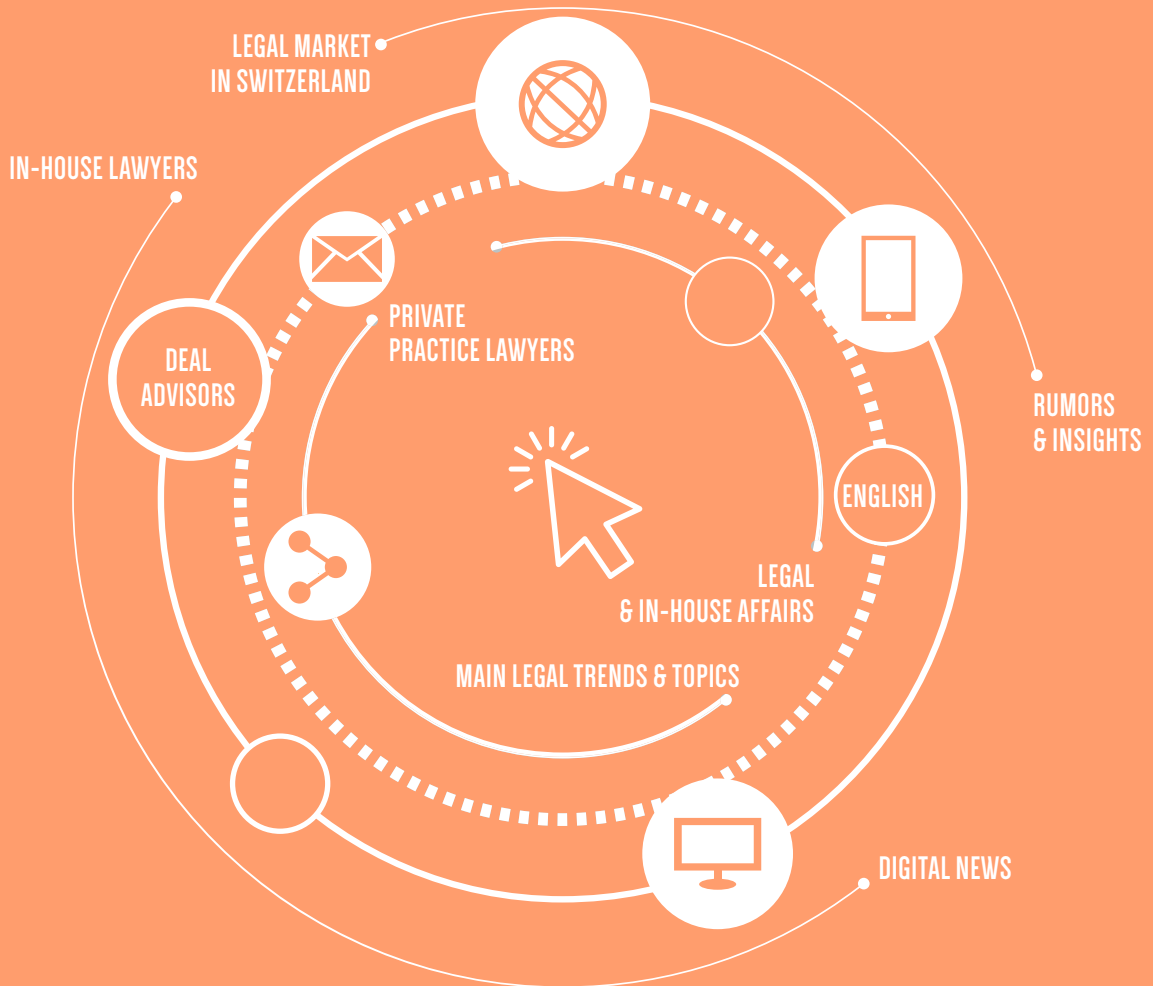 LEGAL MARKET
IN SWITZERLAND
IN-HOUSE LAWYERS
PRIVATE
PRACTICE LAWYERS
DEAL
ADVISORS
RUMORS
& INSIGHTS
ENGLISH
LEGAL
& IN-HOUSE AFFAIRS
MAIN LEGAL TRENDS & TOPICS
DIGITAL NEWS